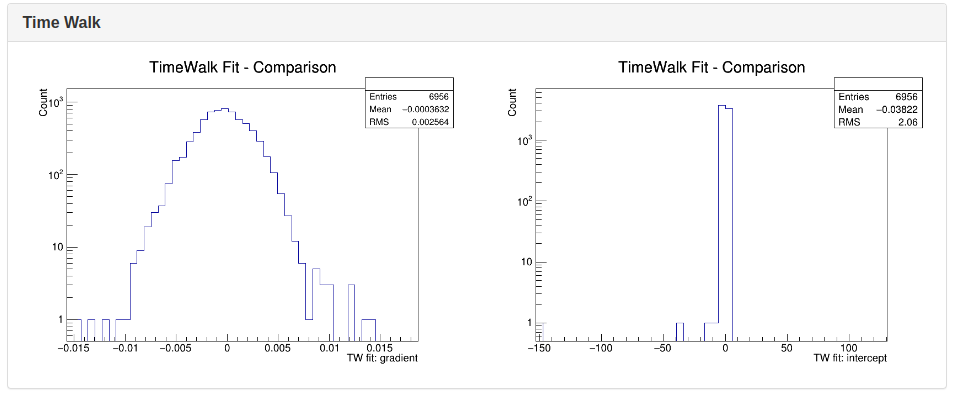 Time Walk
TimeWalk Fit - Comparison
Count
Entries 6956
Mean −0.0003632
RMS 0.002564
10³
10²
10
1
−0.015 −0.01 −0.005 0 0.005 0.01 0.015
TW fit: gradient
TimeWalk Fit - Comparison
Count
Entries 6956
Mean −0.03822
RMS 2.06
10³
10²
10
1
−150 −100 −50 0 50 100
TW fit: intercept